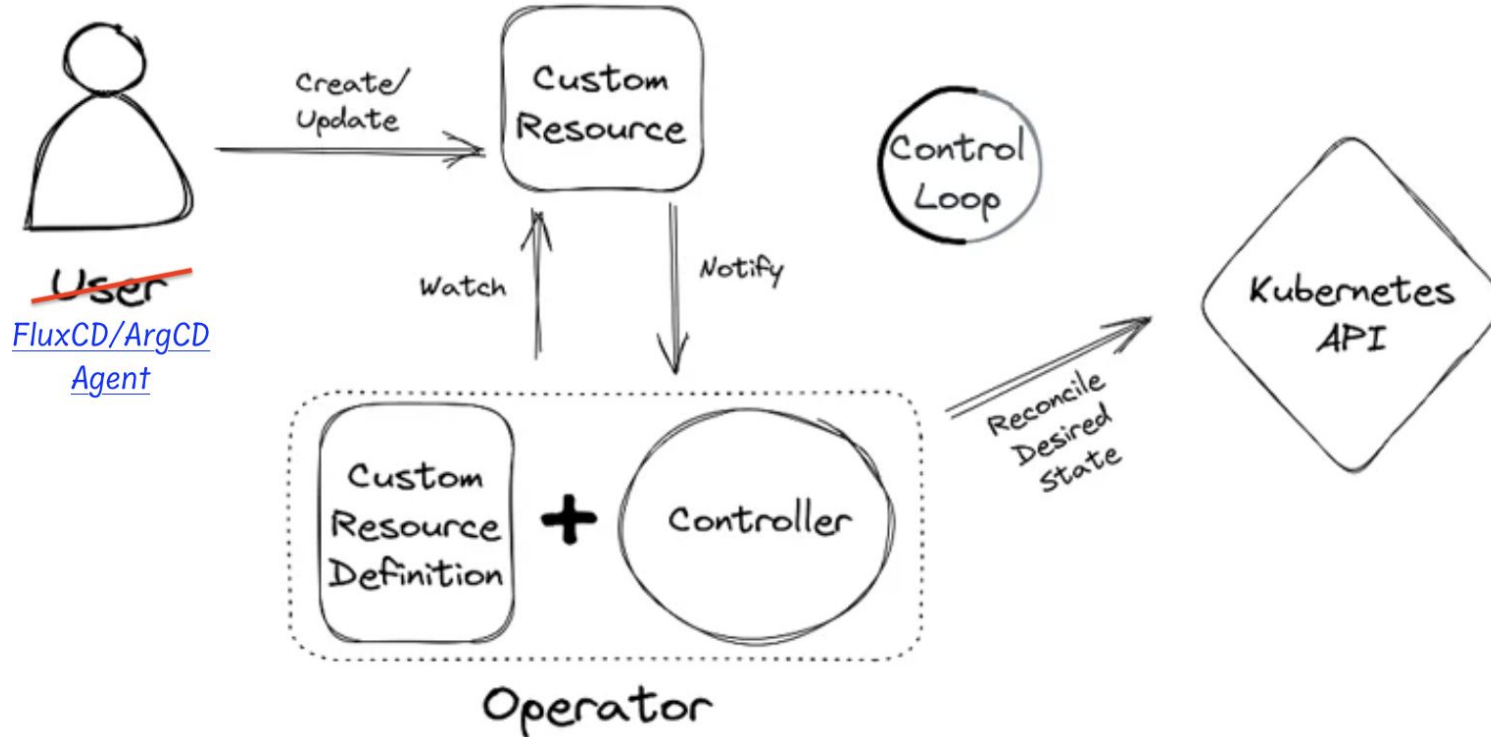 Create/
Update
Custom
Resource
Control
Loop
User
FluxCD/ArgCD
Agent
Watch
Notify
Kubernetes
API
Reconcile
Desired
State
Custom
Resource
Definition
+
Controller
Operator